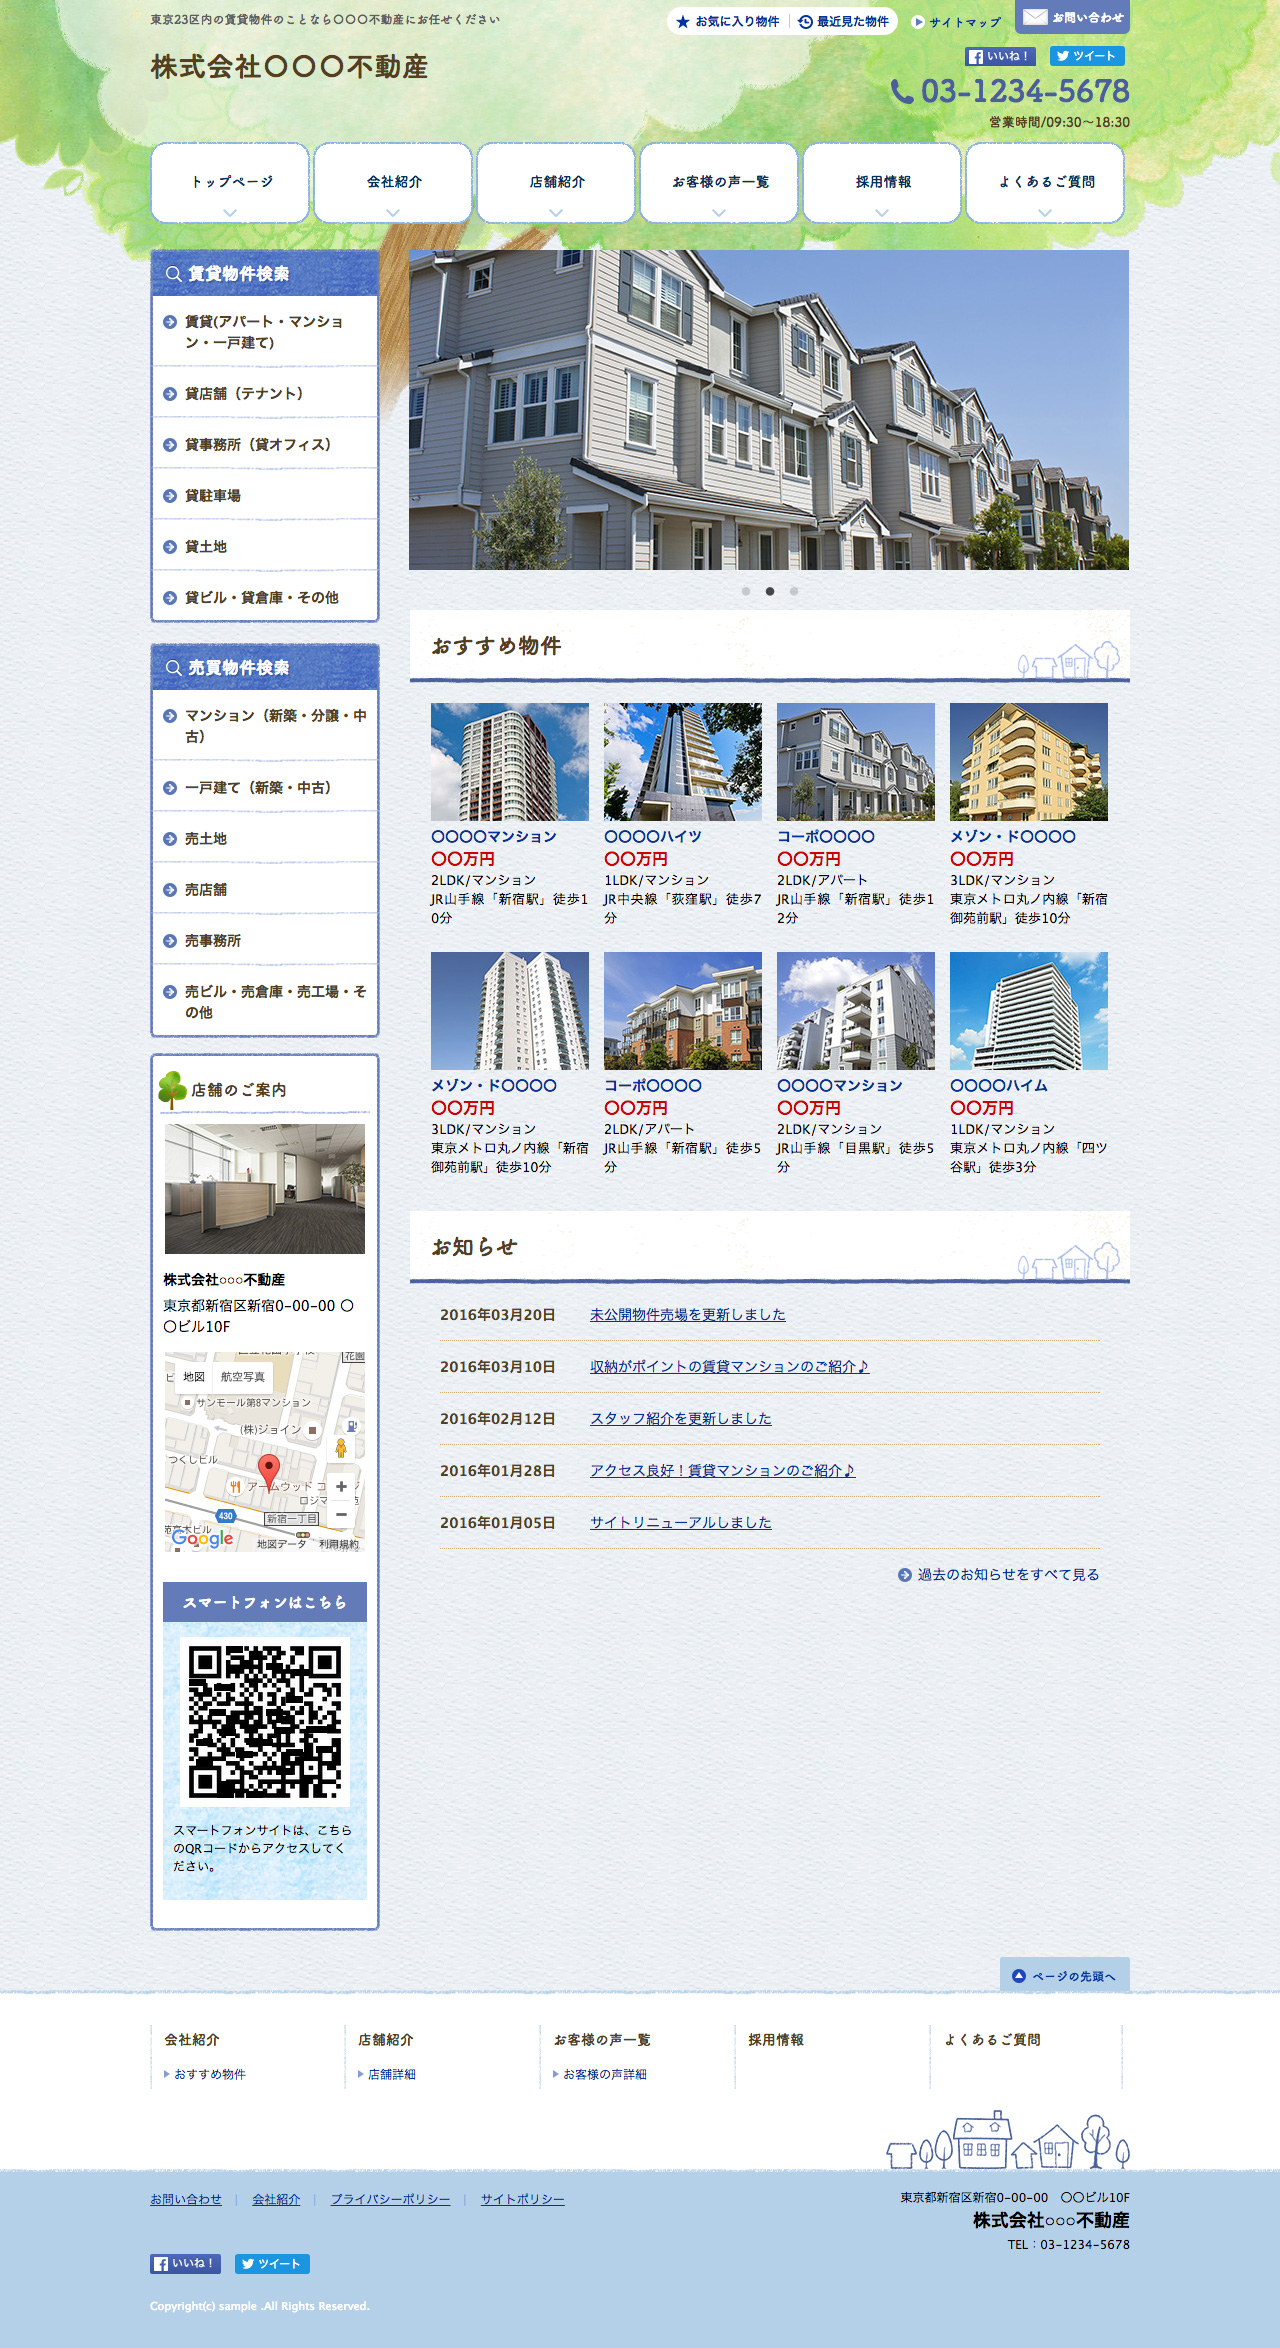 東京23区内の賃貸物件のことなら〇〇〇不動産にお任せください
お気に入り物件
最近見た物件
サイトマップ
お問い合わせ
株式会社〇〇〇不動産
いいね！
ツイート
03-1234-5678
営業時間/09:30～18:30
トップページ
会社紹介
店舗紹介
お客様の声一覧
採用情報
よくあるご質問
賃貸物件検索
賃貸(アパート・マンショ
ン・一戸建て)
貸店舗（テナント）
貸事務所（貸オフィス）
貸駐車場
貸土地
貸ビル・貸倉庫・その他
売買物件検索
マンション（新築・分譲・中
古）
一戸建て（新築・中古）
売土地
売店舗
売事務所
売ビル・売倉庫・売工場・そ
の他
店舗のご案内
株式会社○○○不動産
東京都新宿区新宿0-00-00 〇
〇ビル10F
地図
航空写真
サンモール第8マンション
(株)ジョイン
つくしビル
430
新宿一丁目
Google
地図データ
利用規約
スマートフォンはこちら
スマートフォンサイトは、こちら
のQRコードからアクセスしてく
ださい。
おすすめ物件
〇〇〇〇マンション
〇〇万円
2LDK/マンション
JR山手線「新宿駅」徒歩1
0分
〇〇〇〇ハイツ
〇〇万円
1LDK/マンション
JR中央線「荻窪駅」徒歩7
分
コーポ〇〇〇〇
〇〇万円
2LDK/アパート
JR山手線「新宿駅」徒歩1
2分
メゾン・ド〇〇〇〇
〇〇万円
3LDK/マンション
東京メトロ丸ノ内線「新宿
御苑前駅」徒歩10分
メゾン・ド〇〇〇〇
〇〇万円
3LDK/マンション
東京メトロ丸ノ内線「新宿
御苑前駅」徒歩10分
コーポ〇〇〇〇
〇〇万円
2LDK/アパート
JR山手線「新宿駅」徒歩5
分
〇〇〇〇マンション
〇〇万円
2LDK/マンション
JR山手線「目黒駅」徒歩5
分
〇〇〇〇ハイム
〇〇万円
1LDK/マンション
東京メトロ丸ノ内線「四ツ
谷駅」徒歩3分
お知らせ
2016年03月20日 未公開物件売場を更新しました
2016年03月10日 収納がポイントの賃貸マンションのご紹介♪
2016年02月12日 スタッフ紹介を更新しました
2016年01月28日 アクセス良好！賃貸マンションのご紹介♪
2016年01月05日 サイトリニューアルしました
過去のお知らせをすべて見る
ページの先頭へ
会社紹介
おすすめ物件
店舗紹介
店舗詳細
お客様の声一覧
お客様の声詳細
採用情報
よくあるご質問
お問い合わせ | 会社紹介 | プライバシーポリシー | サイトポリシー
東京都新宿区新宿0-00-00　〇〇ビル10F
株式会社○○○不動産
TEL：03-1234-5678
いいね！
ツイート
Copyright(c) sample .All Rights Reserved.